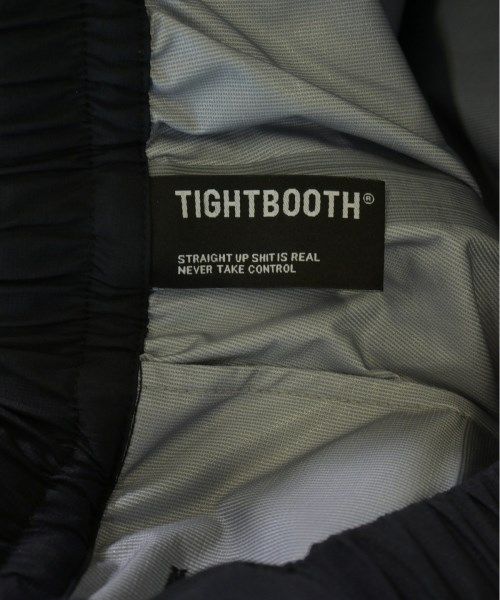 TIGHTBOOTH®
STRAIGHT UP SHIT IS REAL
NEVER TAKE CONTROL